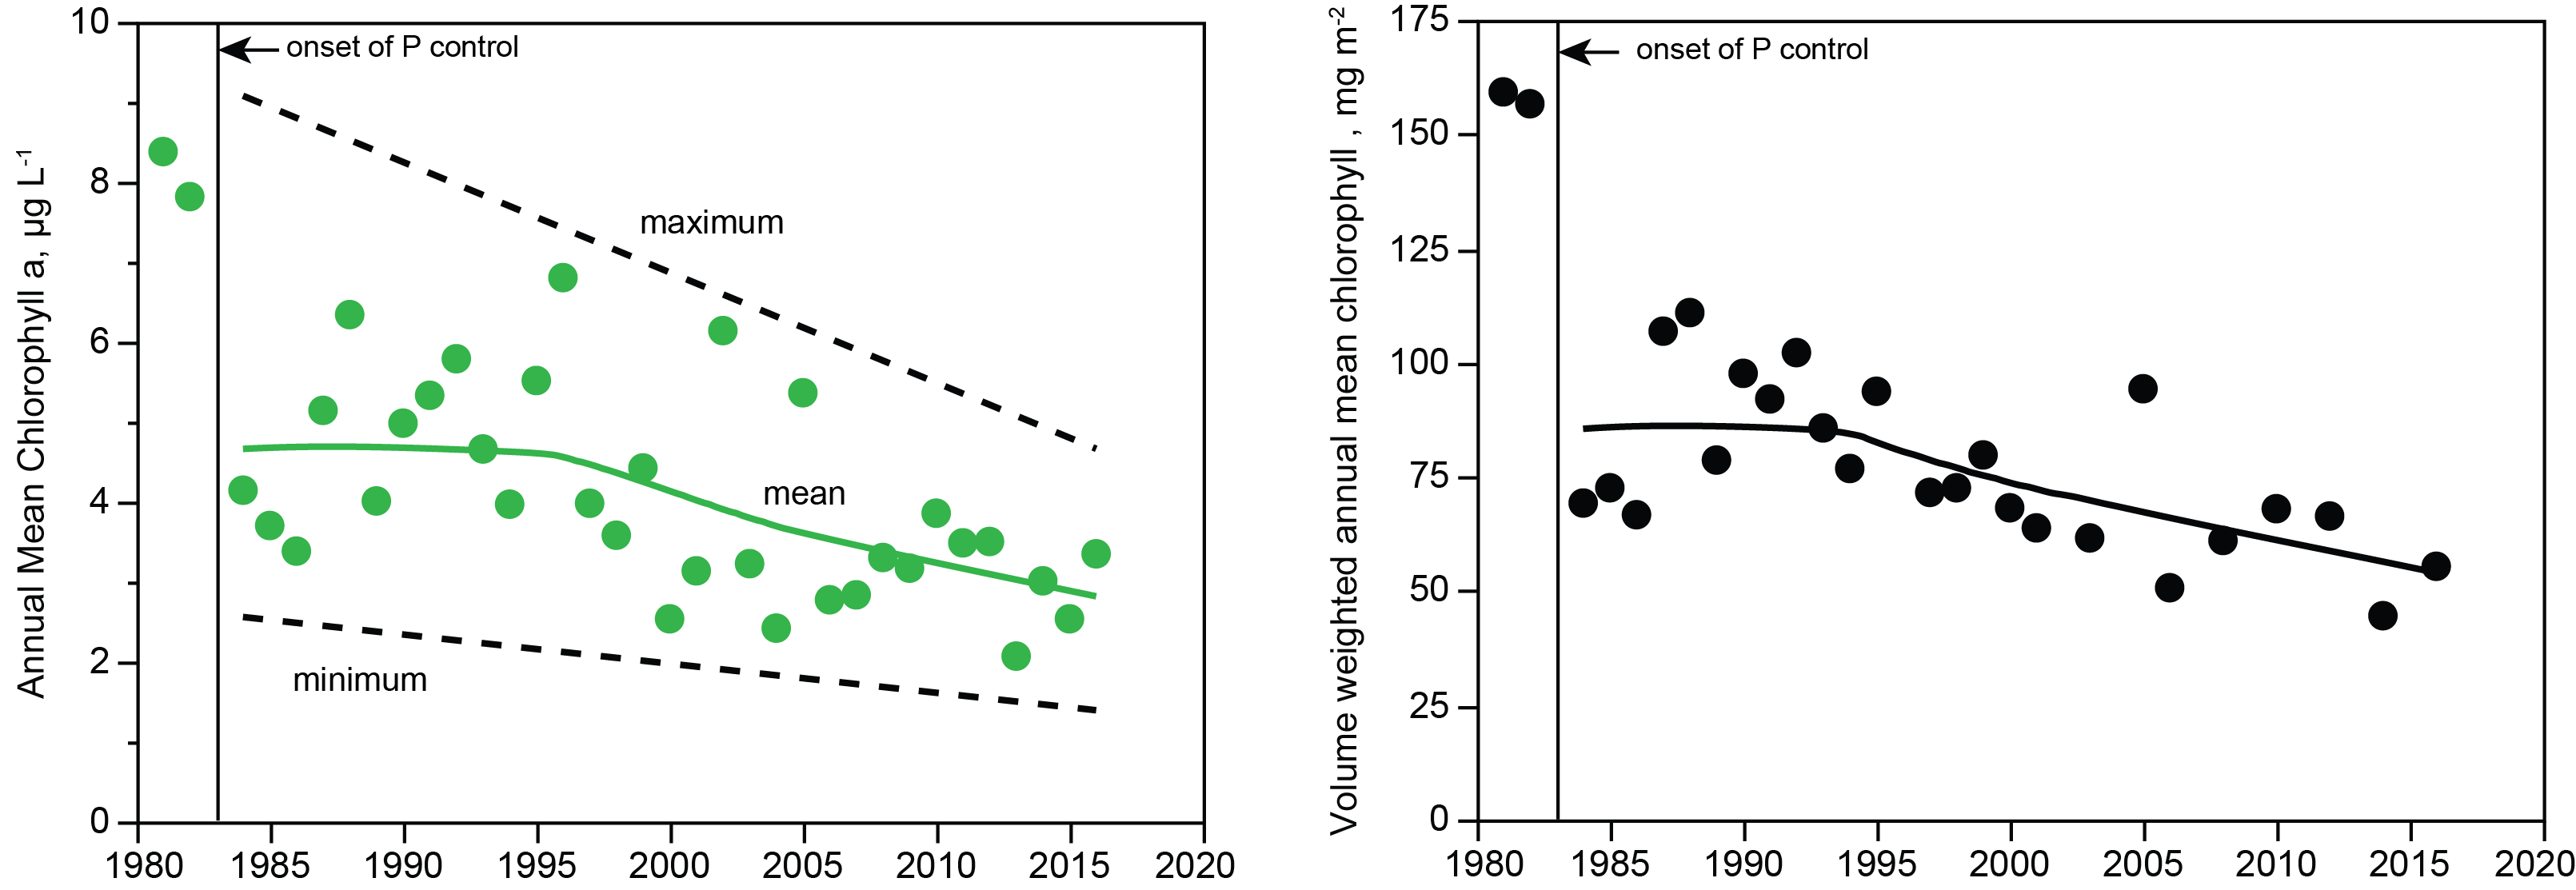 Annual Mean Chlorophyll a, µg L-1
10
8
6
4
2
0
onset of P control
maximum
mean
minimum
1980 1985 1990 1995 2000 2005 2010 2015 2020
Volume weighted annual mean chlorophyll , mg m-2
175
150
125
100
75
50
25
0
onset of P control
1980 1985 1990 1995 2000 2005 2010 2015 2020